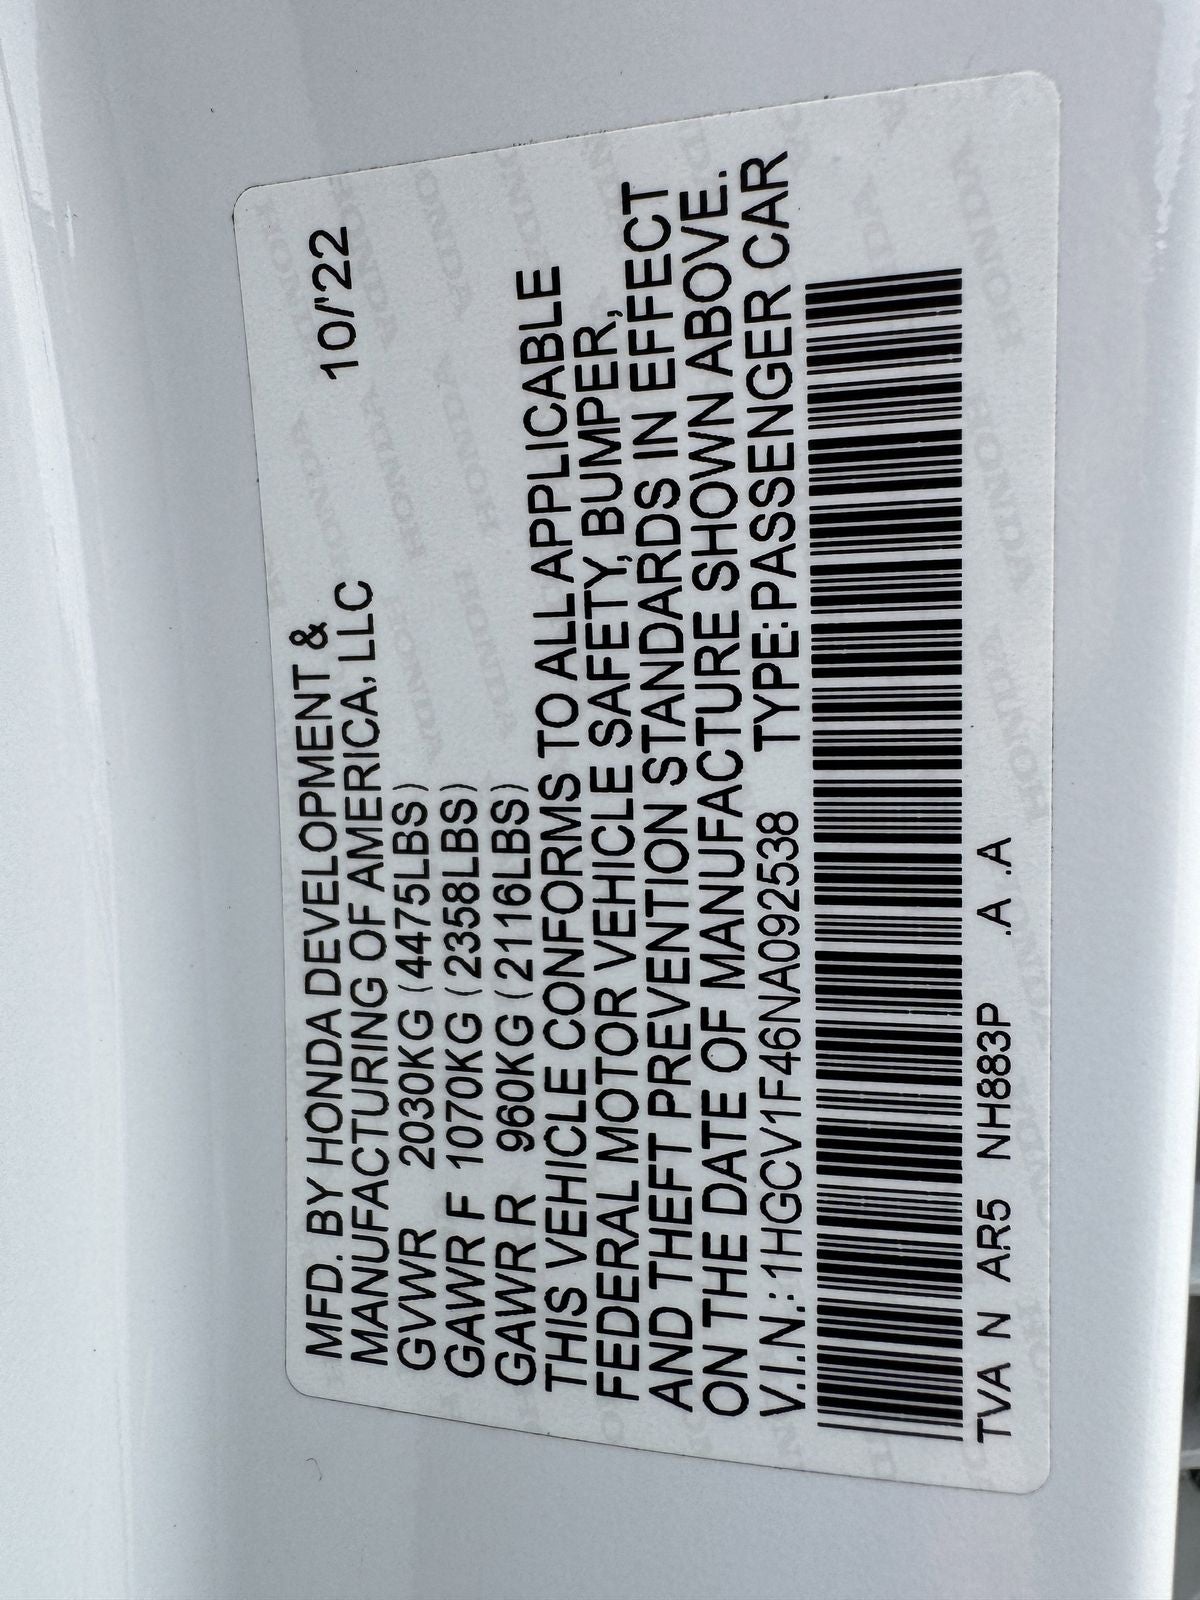 MFD. BY HONDA DEVELOPMENT & 10/'22
MANUFACTURING OF AMERICA, LLC
GVWR 2030KG (4475LBS)
GAWR F 1070KG (2358LBS)
GAWR R 960KG (2116LBS)
THIS VEHICLE CONFORMS TO ALL APPLICABLE
FEDERAL MOTOR VEHICLE SAFETY, BUMPER,
AND THEFT PREVENTION STANDARDS IN EFFECT
ON THE DATE OF MANUFACTURE SHOWN ABOVE.
V.I.N.:1HGCV1F46NA092538 TYPE:PASSENGER CAR
TVA N AR5 NH883P .A .A